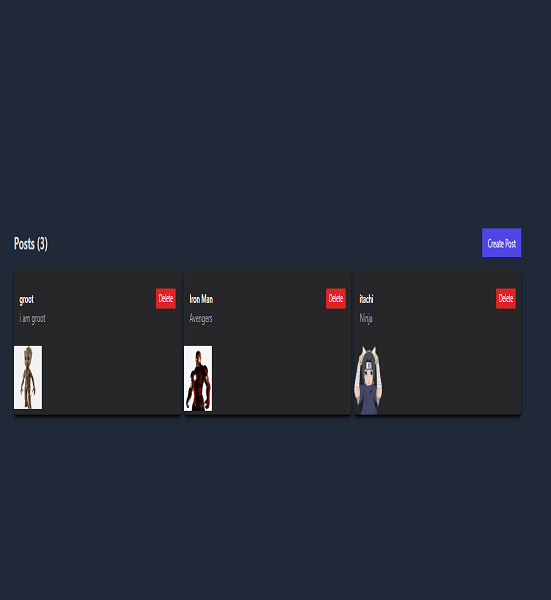 Posts (3)
Create Post
groot
Delete
i am groot
Iron Man
Delete
Avengers
itachi
Delete
Ninja